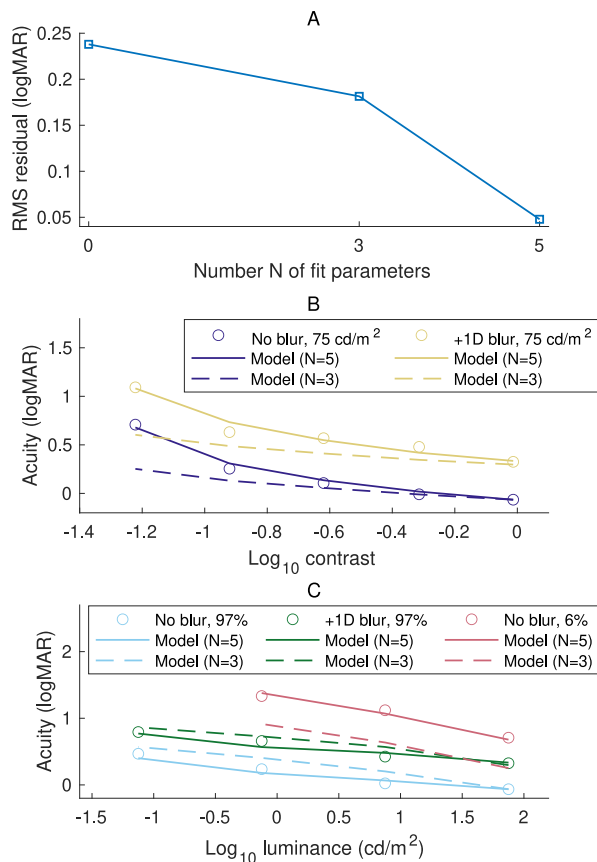 A
RMS residual (logMAR)
0.25
0.2
0.15
0.1
0.05
0
3
5
Number N of fit parameters
B
No blur, 75 cd/m²
+1D blur, 75 cd/m²
Model (N=5)
Model (N=5)
Model (N=3)
Model (N=3)
Acuity (logMAR)
1.5
1
0.5
0
-1.4
-1.2
-1
-0.8
-0.6
-0.4
-0.2
0
Log₁₀ contrast
C
No blur, 97%
+1D blur, 97%
No blur, 6%
Model (N=5)
Model (N=5)
Model (N=5)
Model (N=3)
Model (N=3)
Model (N=3)
Acuity (logMAR)
2
1
0
-1.5
-1
-0.5
0
0.5
1
1.5
2
Log₁₀ luminance (cd/m²)